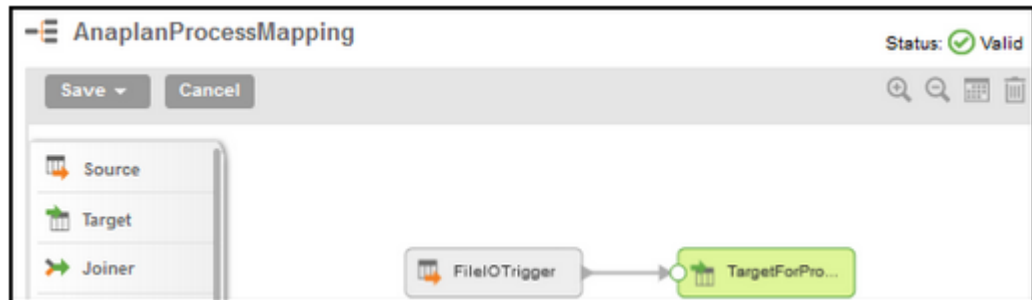 AnaplanProcessMapping
Status: Valid
Save Cancel
Source
Target
Joiner
FileIOTrigger
TargetForPro...